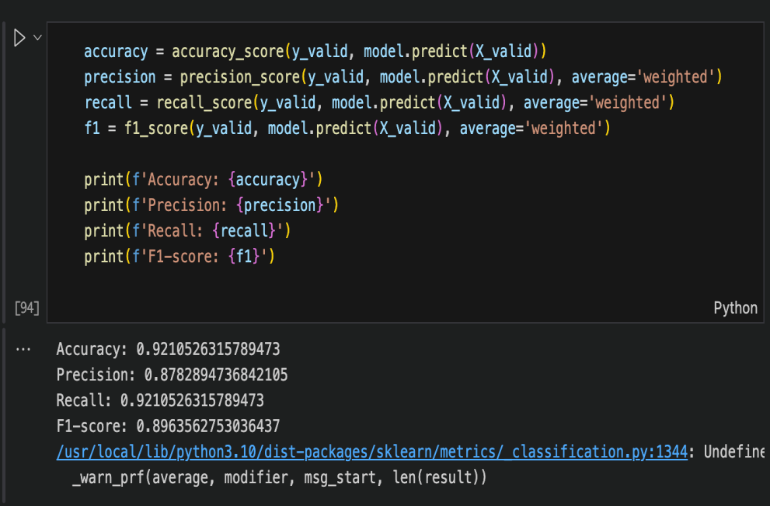 accuracy = accuracy_score(y_valid, model.predict(X_valid))
precision = precision_score(y_valid, model.predict(X_valid), average='weighted')
recall = recall_score(y_valid, model.predict(X_valid), average='weighted')
f1 = f1_score(y_valid, model.predict(X_valid), average='weighted')
print(f'Accuracy: {accuracy}')
print(f'Precision: {precision}')
print(f'Recall: {recall}')
print(f'F1-score: {f1}')
[94]
Python
...
Accuracy: 0.9210526315789473
Precision: 0.8782894736842105
Recall: 0.9210526315789473
F1-score: 0.8963562753036437
/usr/local/lib/python3.10/dist-packages/sklearn/metrics/_classification.py:1344: Undefine
_warn_prf(average, modifier, msg_start, len(result))